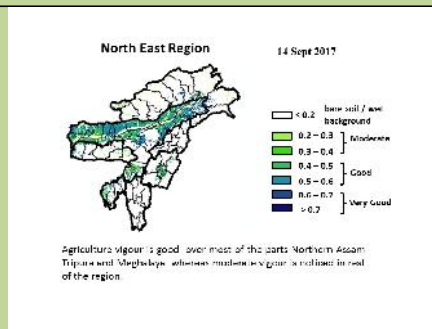 North East Region
14 Sept 2017
< 0.2 bare soil / wet
background
0.2 – 0.3
Moderate
0.3 – 0.4
0.4 – 0.5
Good
0.5 – 0.6
0.6 – 0.7
Very Good
> 0.7
Agriculture vigour is good over most of the parts Northern Assam
Tripura and Meghalaya whereas moderate vigour is noticed in rest
of the region.